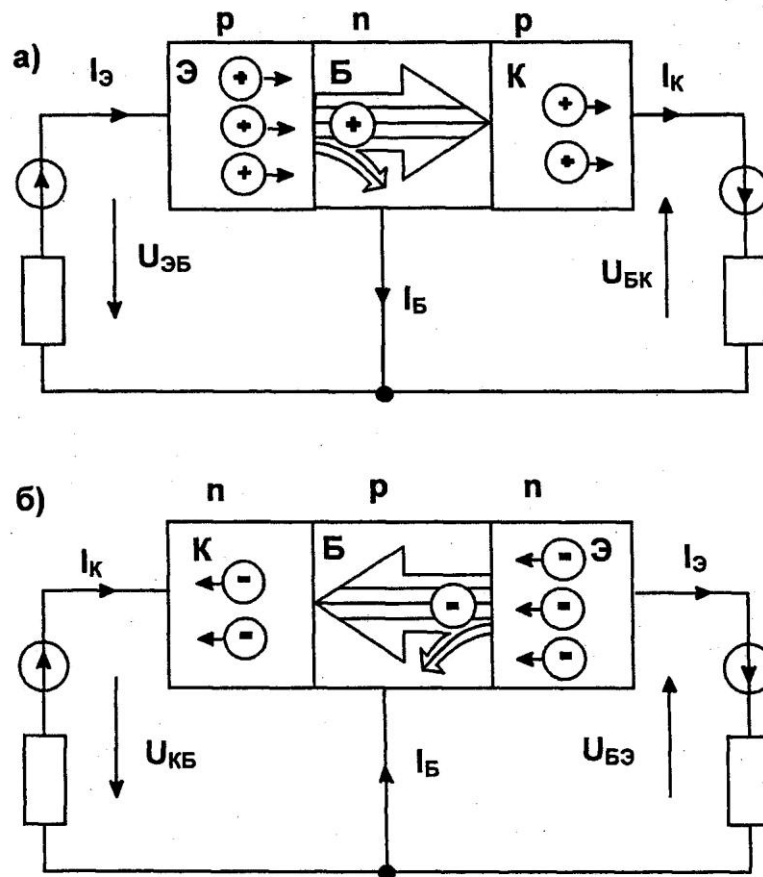 p n p
а)
Э Б К
IЭ
IК
+ + + + + +
UЭБ
UБК
IБ
n p n
б)
К Б Э
IК
IЭ
- - - - - -
UКБ
UБЭ
IБ